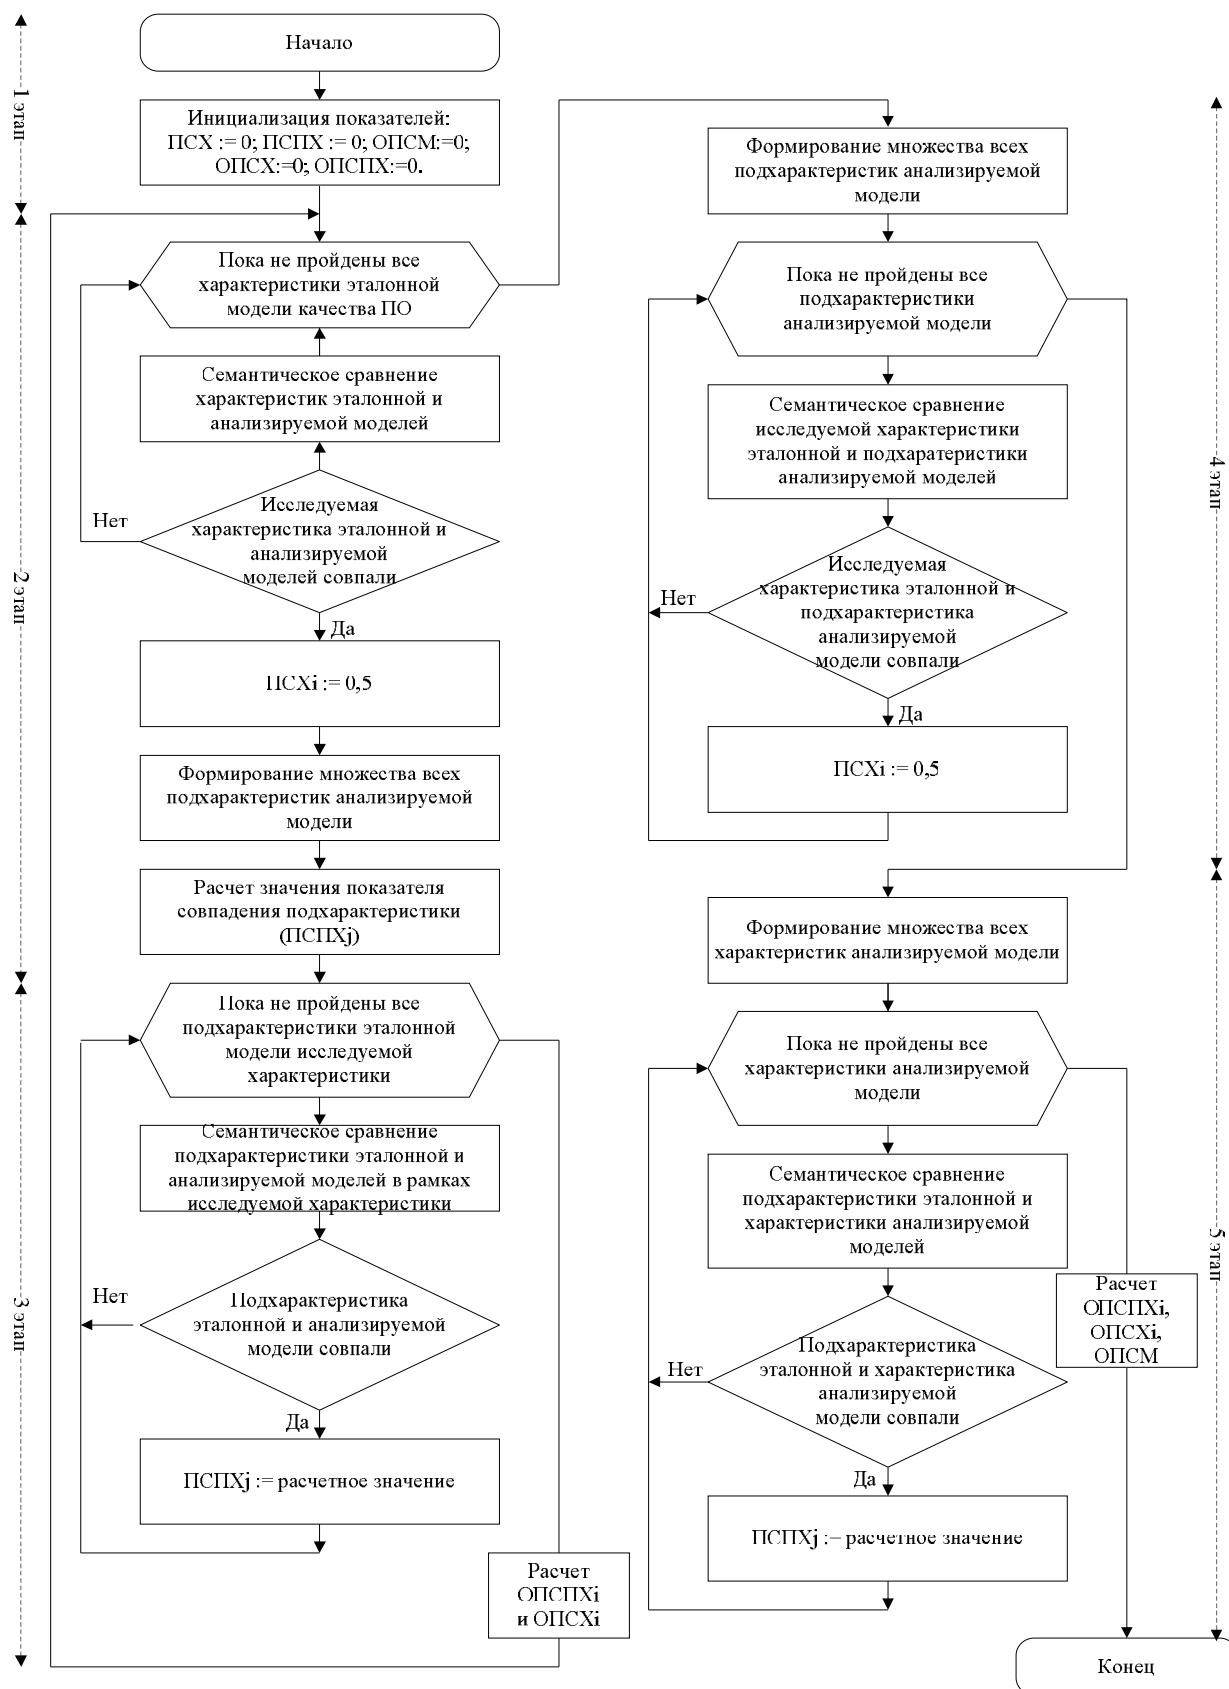 1 этап
Начало
Инициализация показателей:
ПСХ := 0; ПСПХ := 0; ОПСМ:=0;
ОПСХ:=0; ОПСПХ:=0.
2 этап
Пока не пройдены все
характеристики эталонной
модели качества ПО
Семантическое сравнение
характеристик эталонной и
анализируемой моделей
Нет
Исследуемая
характеристика эталонной и
анализируемой
моделей совпали
Да
ПСХi := 0,5
Формирование множества всех
подхарактеристик анализируемой
модели
Расчет значения показателя
совпадения подхарактеристики
(ПСПХj)
3 этап
Пока не пройдены все
подхарактеристики эталонной
модели исследуемой
характеристики
Семантическое сравнение
подхарактеристики эталонной и
анализируемой моделей в рамках
исследуемой характеристики
Нет
Подхарактеристика
эталонной и анализируемой
модели совпали
Да
ПСПХj := расчетное значение
Расчет
ОПСПХi
и ОПСХi
4 этап
Формирование множества всех
подхарактеристик анализируемой
модели
Пока не пройдены все
подхарактеристики
анализируемой модели
Семантическое сравнение
исследуемой характеристики
эталонной и подхаратеристики
анализируемой моделей
Нет
Исследуемая
характеристика эталонной и
подхарактеристика
анализируемой
модели совпали
Да
ПСХi := 0,5
5 этап
Формирование множества всех
характеристик анализируемой модели
Пока не пройдены все
характеристики анализируемой
модели
Семантическое сравнение
подхарактеристики эталонной и
характеристики анализируемой
моделей
Нет
Подхарактеристика
эталонной и характеристика
анализируемой
модели совпали
Да
ПСПХj := расчетное значение
Расчет
ОПСПХi,
ОПСХi,
ОПСМ
Конец